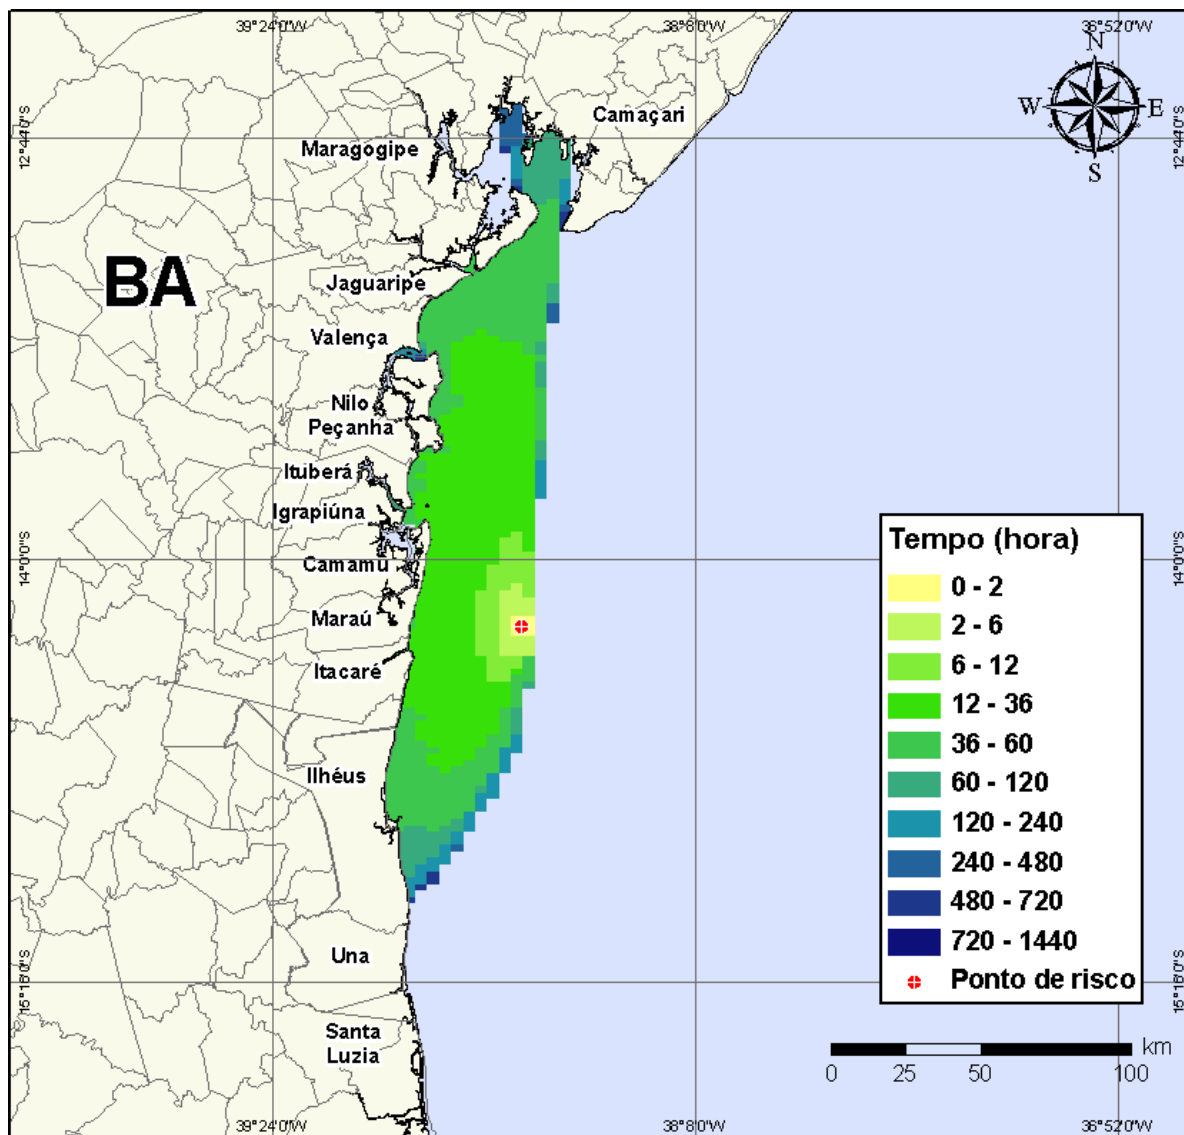 39°24'0"W
38°8'0"W
36°52'0"W
N
W
E
S
12°44'0"S
12°44'0"S
Camaçari
Maragogipe
BA
Jaguaripe
Valença
Nilo
Peçanha
Ituberá
Igrapiúna
14°0'0"S
14°0'0"S
Camamú
Maraú
Itacaré
Ilhéus
Una
15°16'0"S
15°16'0"S
Santa
Luzia
Tempo (hora)
0 - 2
2 - 6
6 - 12
12 - 36
36 - 60
60 - 120
120 - 240
240 - 480
480 - 720
720 - 1440
Ponto de risco
km
0 25 50 100
39°24'0"W
38°8'0"W
36°52'0"W